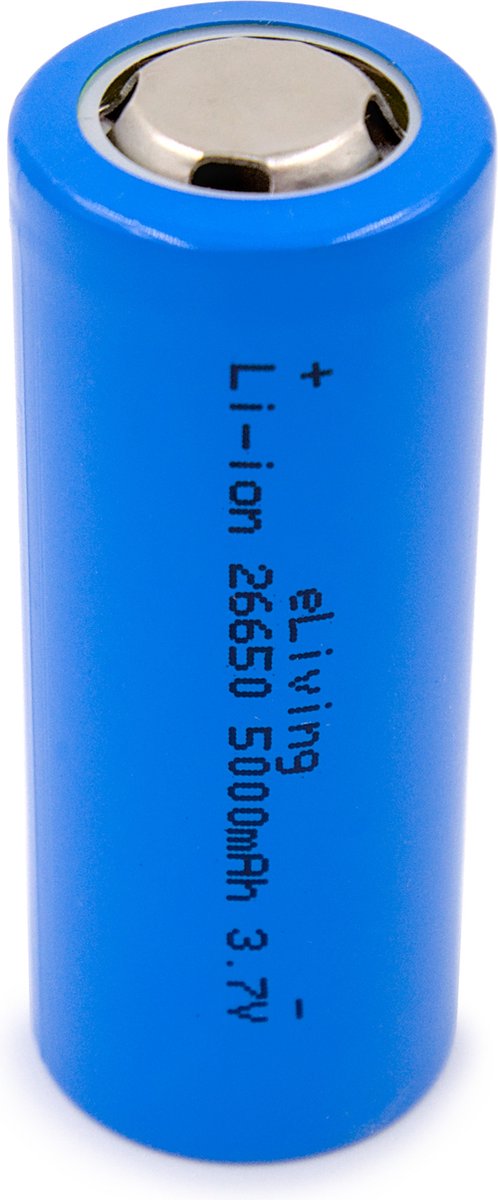 + eLiving -
Li-ion 26650 5000mAh 3.7V